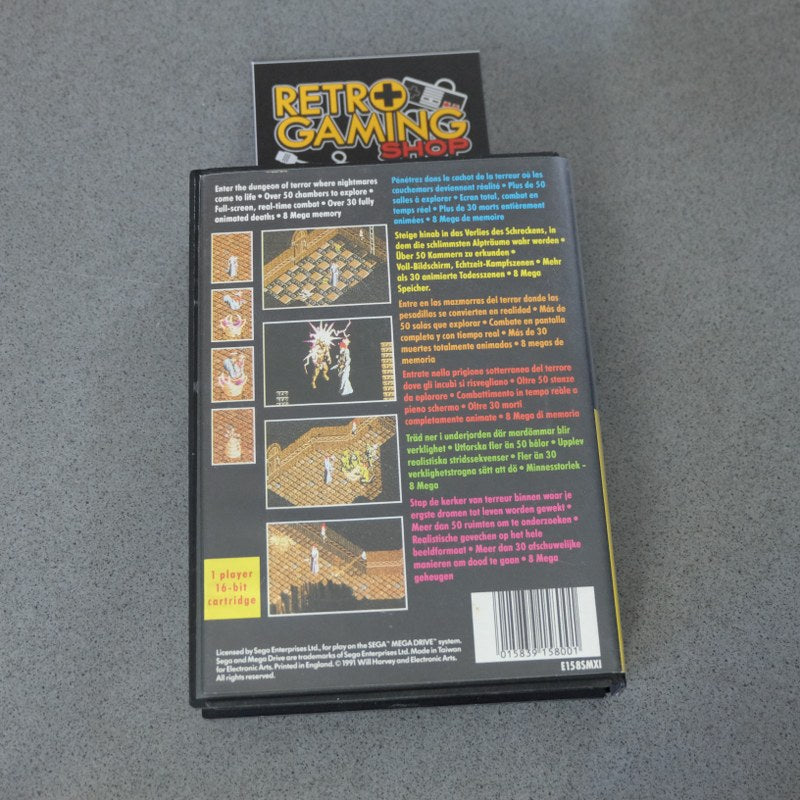 RETRO
GAMING
SHOP
Enter the dungeon of terror where nightmares
come to life • Over 50 chambers to explore •
Full-screen, real-time combat • Over 30 fully
animated deaths • 8 Mega memory
Pénétrez dans le cachot de la terreur où les
cauchemars deviennent réalité • Plus de 50
salles à explorer • Ecran total, combat en
temps réel • Plus de 30 morts entièrement
animées • 8 Mega de memoire
Steige hinab in das Verlies des Schreckens, in
dem die schlimmsten Alpträume wahr werden •
Über 50 Kammern zu erkunden •
Voll-Bildschirm, Echtzeit-Kampfszenen • Mehr
als 30 animierte Todesszenen • 8 Mega
Speicher.
Entre en las mazmorras del terror donde las
pesadillas se convierten en realidad • Más de
50 salas que explorar • Combate en pantalla
completa y con tiempo real • Más de 30
muertes totalmente animadas • 8 megas de
memoria
Entrate nella prigione sotterranea del terrore
dove gli incubi si risvegliano • Oltre 50 stanze
da eplorare • Combattimento in tempo reale a
pieno schermo • Oltre 30 morti
completamente animate • 8 Mega di memoria
Träd ner i underjorden där mardömmar blir
verklighet • Utforska fler än 50 hålor • Upplev
realistiska stridssekvenser • Fler än 30
verklighetstrogna sätt att dö • Minnesstorlek -
8 Mega
Stap de kerker van terreur binnen waar je
ergste dromen tot leven worden gewekt •
Meer dan 50 ruimten om te onderzoeken •
Realistische gevechen op het hele
beeldformaat • Meer dan 30 afschuwelijke
manieren om dood te gaan • 8 Mega
geheugen
1 player
16-bit
cartridge
Licensed by Sega Enterprises Ltd., for play on the SEGA™ MEGA DRIVE™ system.
Sega and Mega Drive are trademarks of Sega Enterprises Ltd. Made in Taiwan
for Electronic Arts. Printed in England. © 1991 Will Harvey and Electronic Arts.
All rights reserved.
015839 158001
E158SMXI